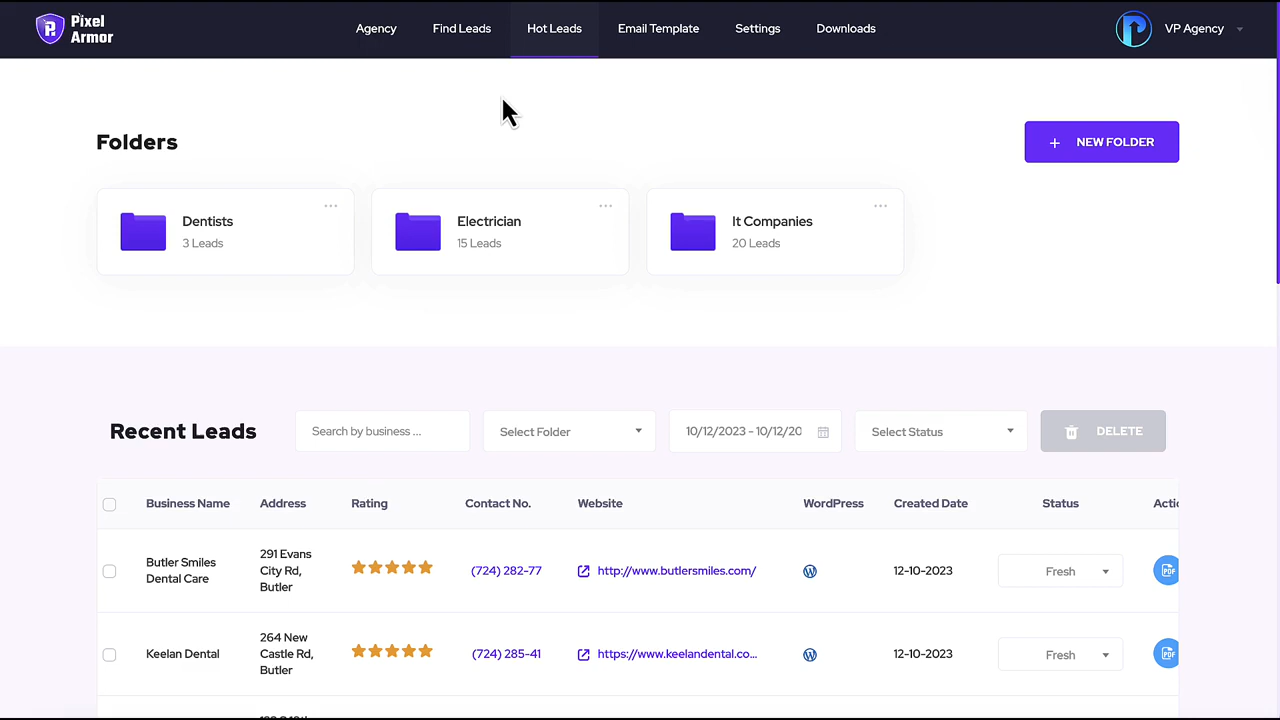 Pixel
Armor
Agency
Find Leads
Hot Leads
Email Template
Settings
Downloads
VP Agency
Folders
+ NEW FOLDER
Dentists
3 Leads
Electrician
15 Leads
It Companies
20 Leads
Recent Leads
Search by business ...
Select Folder
10/12/2023 - 10/12/20
Select Status
DELETE
Business Name
Address
Rating
Contact No.
Website
WordPress
Created Date
Status
Actic
Butler Smiles
Dental Care
291 Evans
City Rd,
Butler
(724) 282-77
http://www.butlersmiles.com/
12-10-2023
Fresh
PDF
Keelan Dental
264 New
Castle Rd,
Butler
(724) 285-41
https://www.keelandental.co...
12-10-2023
Fresh
PDF